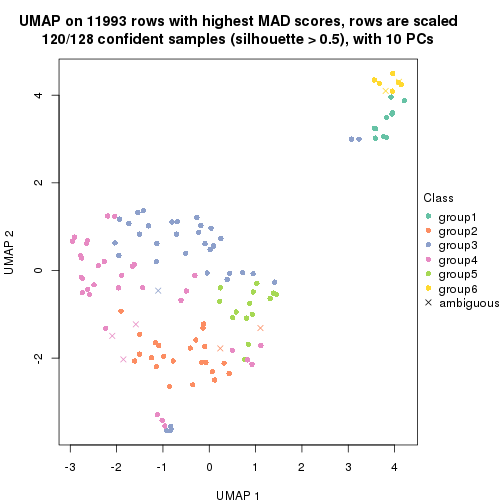 UMAP on 11993 rows with highest MAD scores, rows are scaled
120/128 confident samples (silhouette > 0.5), with 10 PCs
4
2
0
-2
UMAP 2
-3
-2
-1
0
1
2
3
4
UMAP 1
Class
group1
group2
group3
group4
group5
group6
ambiguous